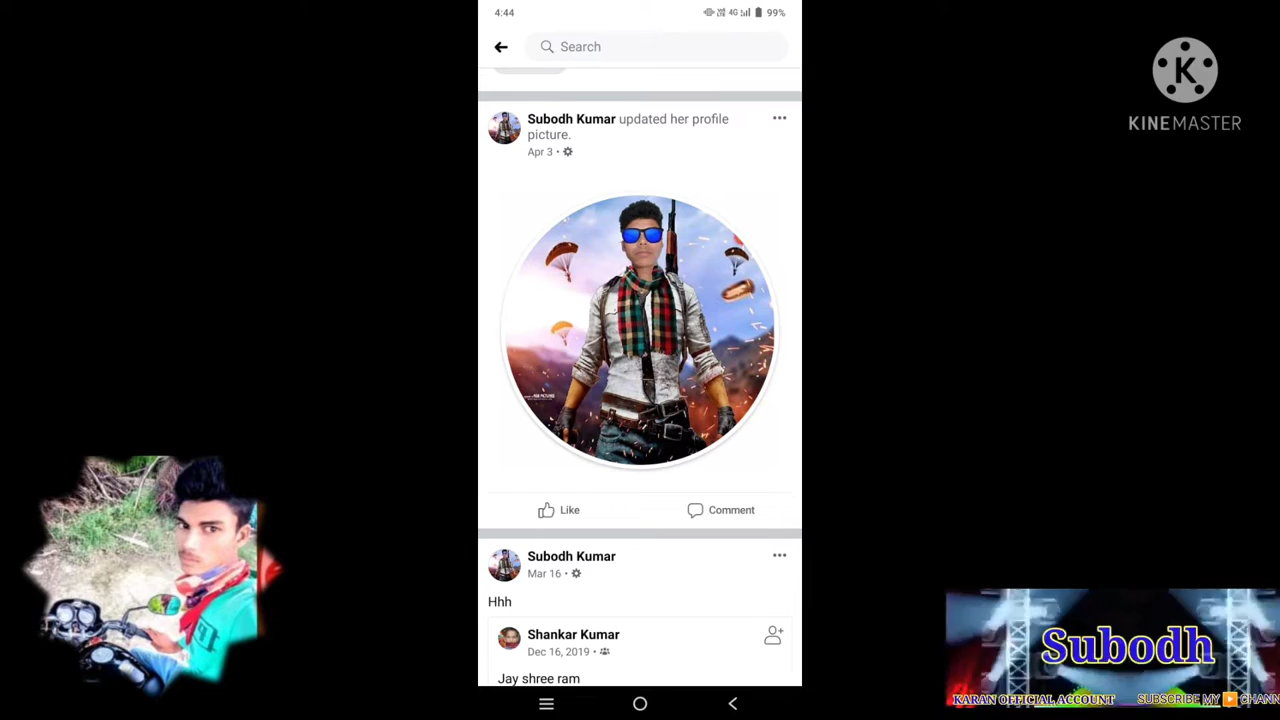 4:44
4G
99%
Search
K
KINEMASTER
Subodh Kumar updated her profile
picture.
Apr 3 •
Like
Comment
Subodh Kumar
Mar 16 •
Hhh
Shankar Kumar
Dec 16, 2019 •
Jay shree ram
Subodh
KARAN OFFICIAL ACCOUNT SUBSCRIBE MY ▶ CHANN